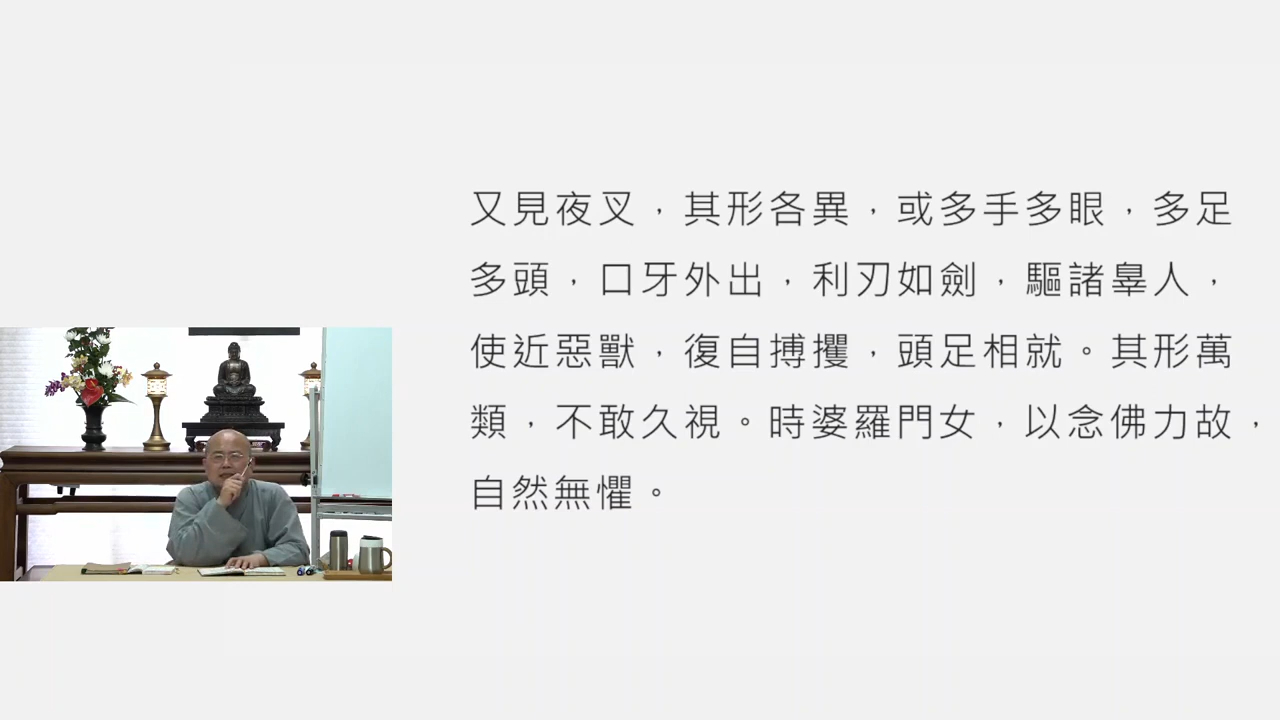 又見夜叉，其形各異，或多手多眼，多足
多頭，口牙外出，利刃如劍，驅諸辠人，
使近惡獸，復自搏攫，頭足相就。其形萬
類，不敢久視。時婆羅門女，以念佛力故，
自然無懼。